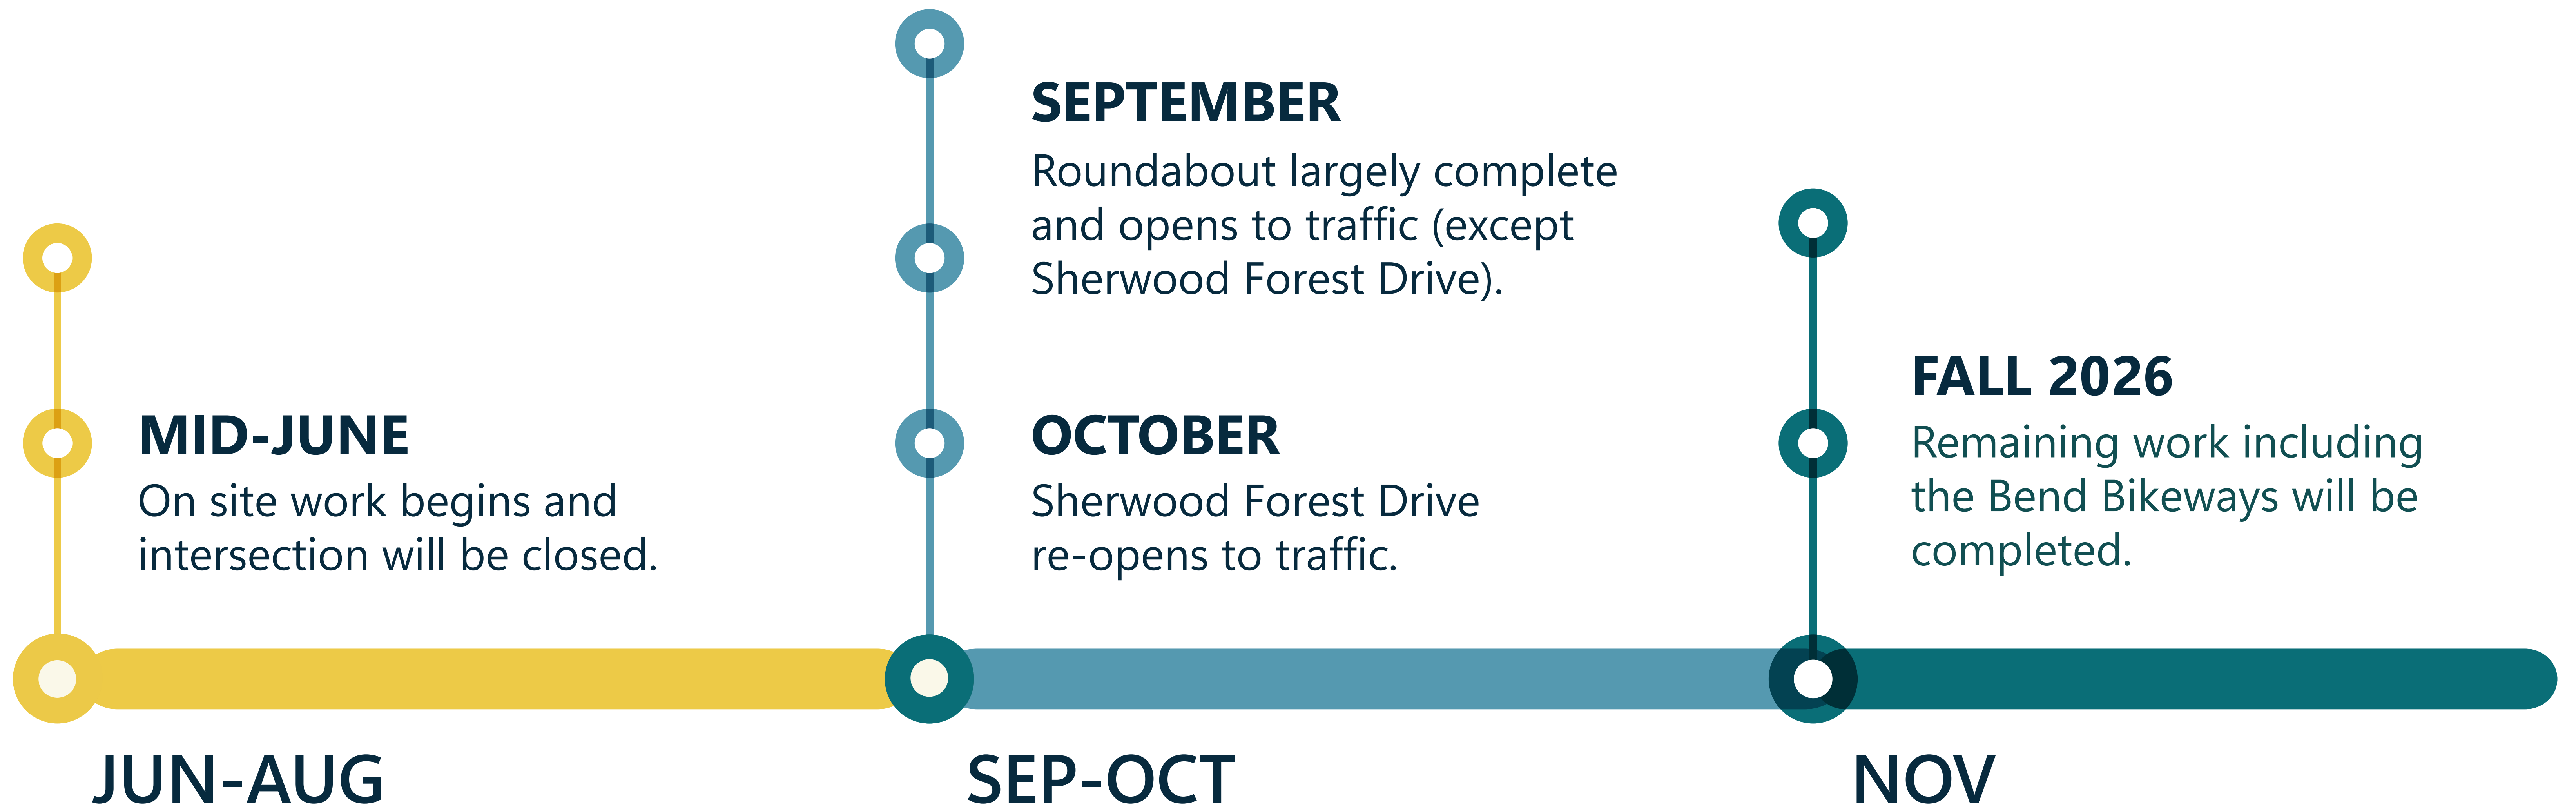 SEPTEMBER
Roundabout largely complete
and opens to traffic (except
Sherwood Forest Drive).
MID-JUNE
On site work begins and
intersection will be closed.
OCTOBER
Sherwood Forest Drive
re-opens to traffic.
FALL 2026
Remaining work including
the Bend Bikeways will be
completed.
JUN-AUG
SEP-OCT
NOV